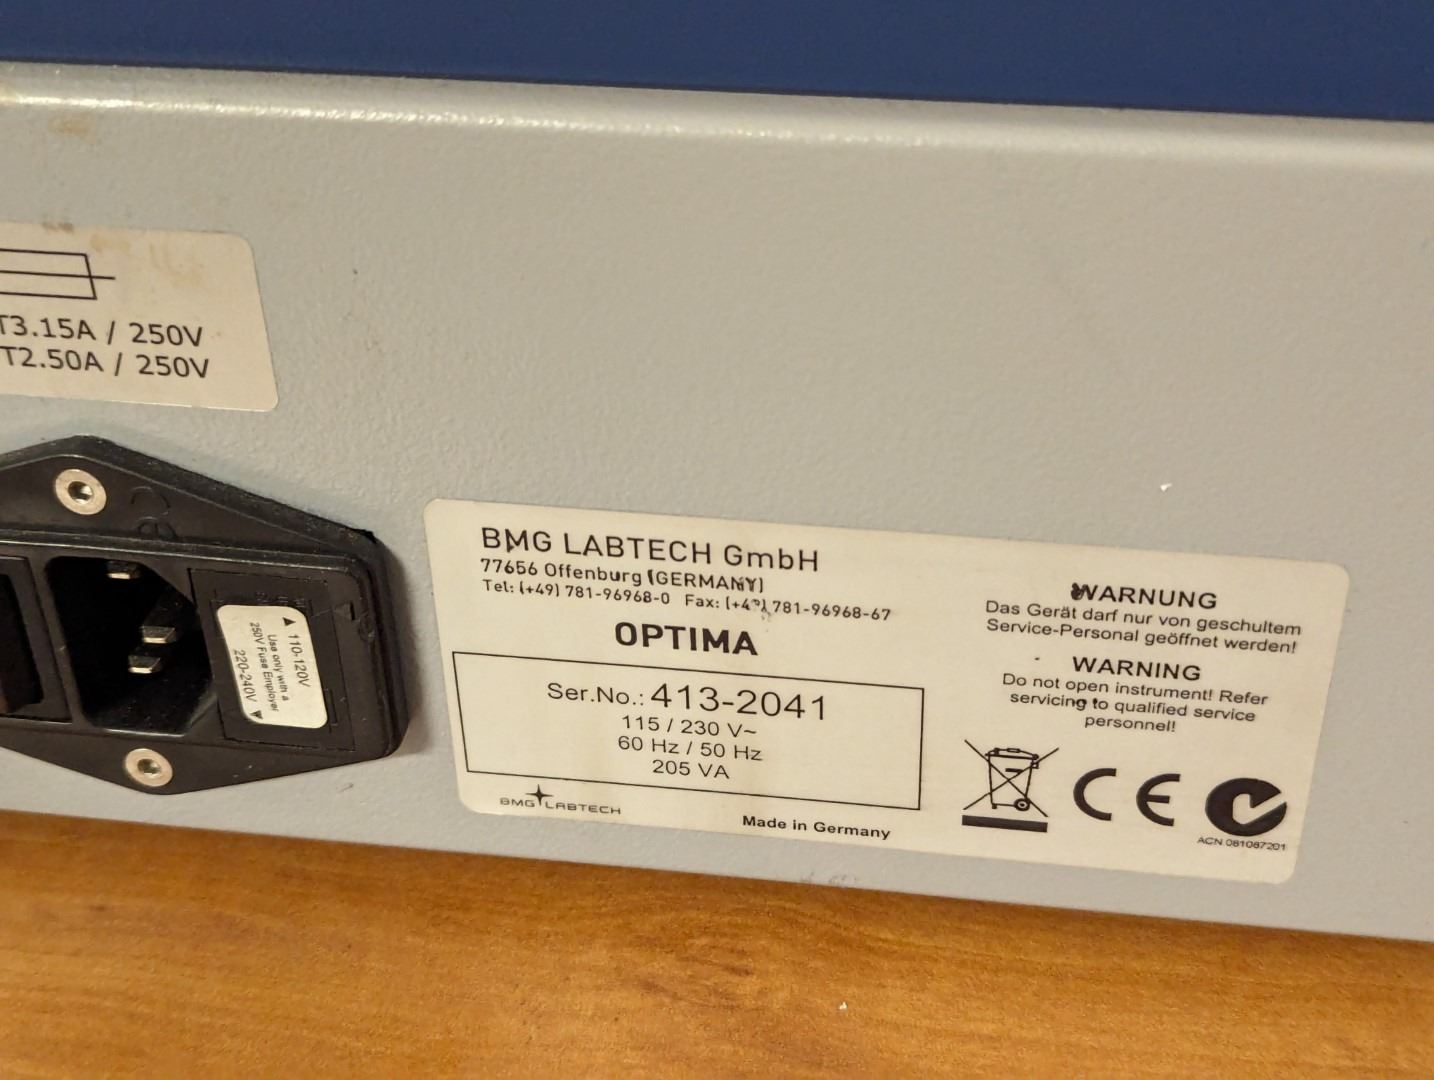 T3.15A / 250V
T2.50A / 250V
110-120V
Use only with a
250V Fuse Employer
220-240V
BMG LABTECH GmbH
77656 Offenburg (GERMANY)
Tel: (+49) 781-96968-0 Fax: (+49) 781-96968-67
OPTIMA
Ser.No.: 413-2041
115 / 230 V~
60 Hz / 50 Hz
205 VA
BMG LABTECH
Made in Germany
WARNUNG
Das Gerät darf nur von geschultem
Service-Personal geöffnet werden!
WARNING
Do not open instrument! Refer
servicing to qualified service
personnel!
CE
ACN 081087201